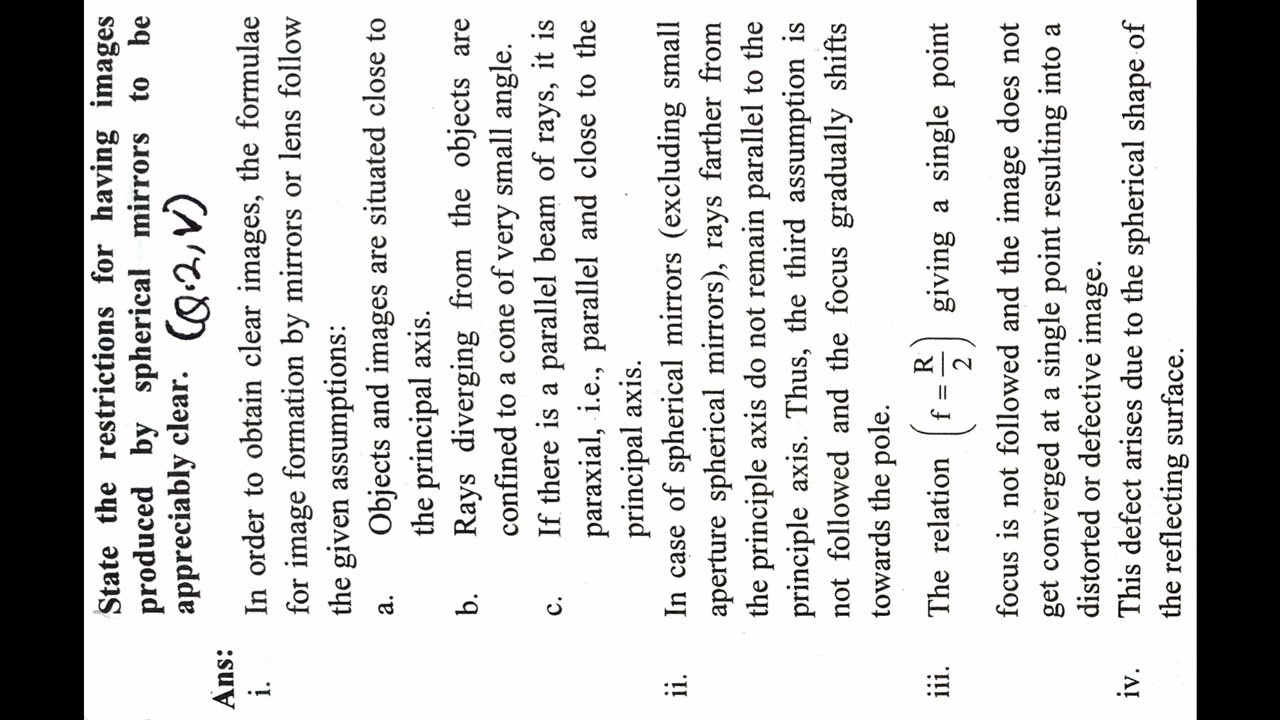 State the restrictions for having images
produced by spherical mirrors to be
appreciably clear. (Q.2, V)
Ans:
i. In order to obtain clear images, the formulae
for image formation by mirrors or lens follow
the given assumptions:
a. Objects and images are situated close to
the principal axis.
b. Rays diverging from the objects are
confined to a cone of very small angle.
c. If there is a parallel beam of rays, it is
paraxial, i.e., parallel and close to the
principal axis.
ii. In case of spherical mirrors (excluding small
aperture spherical mirrors), rays farther from
the principle axis do not remain parallel to the
principle axis. Thus, the third assumption is
not followed and the focus gradually shifts
towards the pole.
iii. The relation (f = R/2) giving a single point
focus is not followed and the image does not
get converged at a single point resulting into a
distorted or defective image.
iv. This defect arises due to the spherical shape of
the reflecting surface.